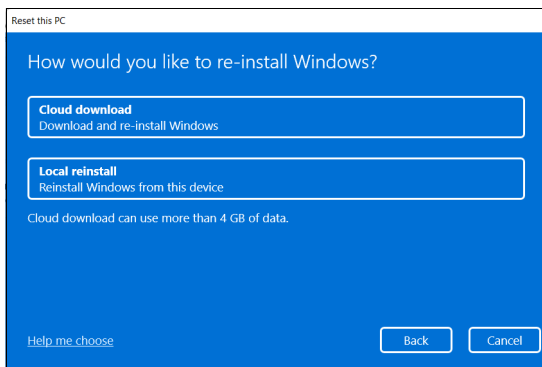 Reset this PC
How would you like to re-install Windows?
Cloud download
Download and re-install Windows
Local reinstall
Reinstall Windows from this device
Cloud download can use more than 4 GB of data.
Help me choose
Back
Cancel